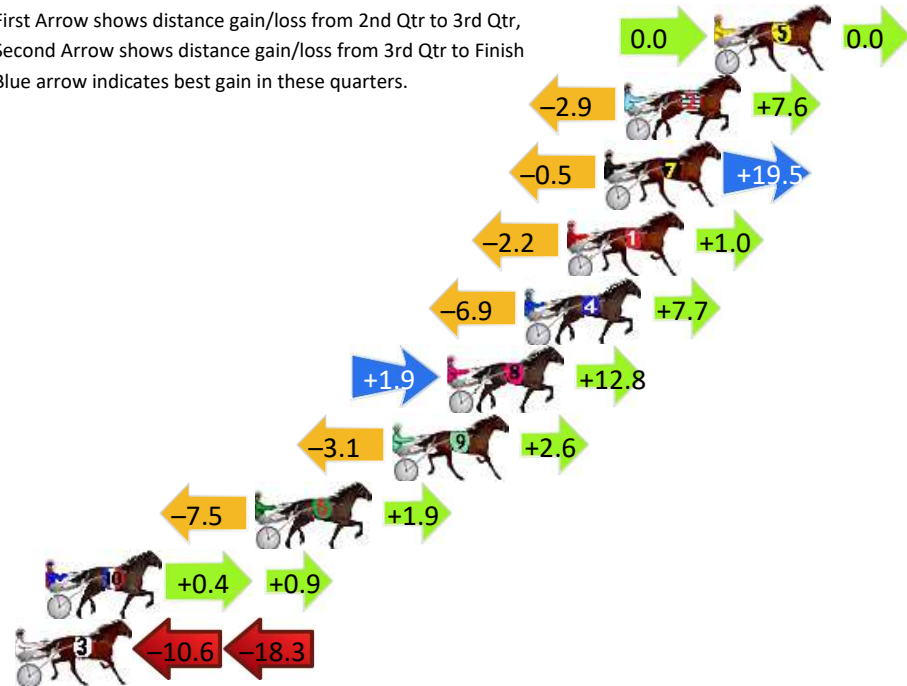 First Arrow shows distance gain/loss from 2nd Qtr to 3rd Qtr,
Second Arrow shows distance gain/loss from 3rd Qtr to Finish
Blue arrow indicates best gain in these quarters.
0.0 5 0.0
–2.9 2 +7.6
–0.5 7 +19.5
–2.2 1 +1.0
–6.9 4 +7.7
+1.9 8 +12.8
–3.1 9 +2.6
–7.5 6 +1.9
10 +0.4 +0.9
3 –10.6 –18.3